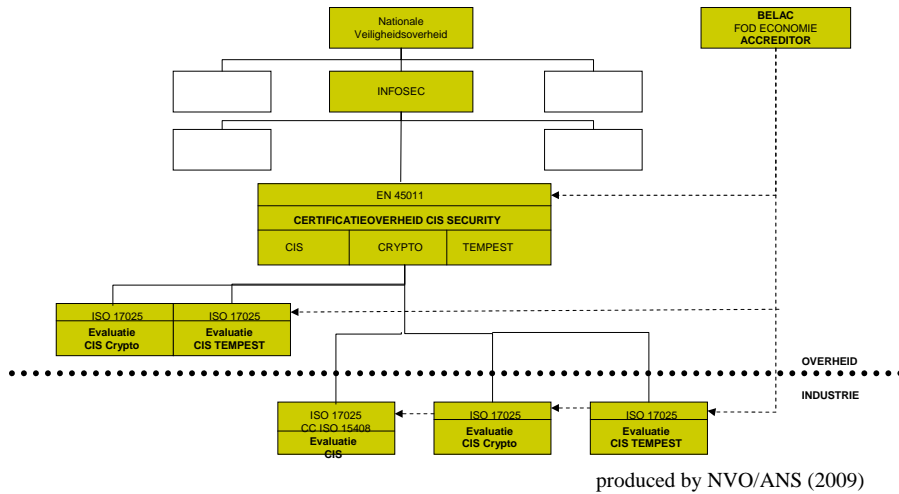 Nationale
Veiligheidsoverheid
BELAC
FOD ECONOMIE
ACCREDITOR
INFOSEC
EN 45011
CERTIFICATIEOVERHEID CIS SECURITY
CIS CRYPTO TEMPEST
ISO 17025 ISO 17025
Evaluatie
CIS Crypto
Evaluatie
CIS TEMPEST
OVERHEID
INDUSTRIE
ISO 17025
CC ISO 15408
Evaluatie
CIS
ISO 17025
Evaluatie
CIS Crypto
ISO 17025
Evaluatie
CIS TEMPEST
produced by NVO/ANS (2009)